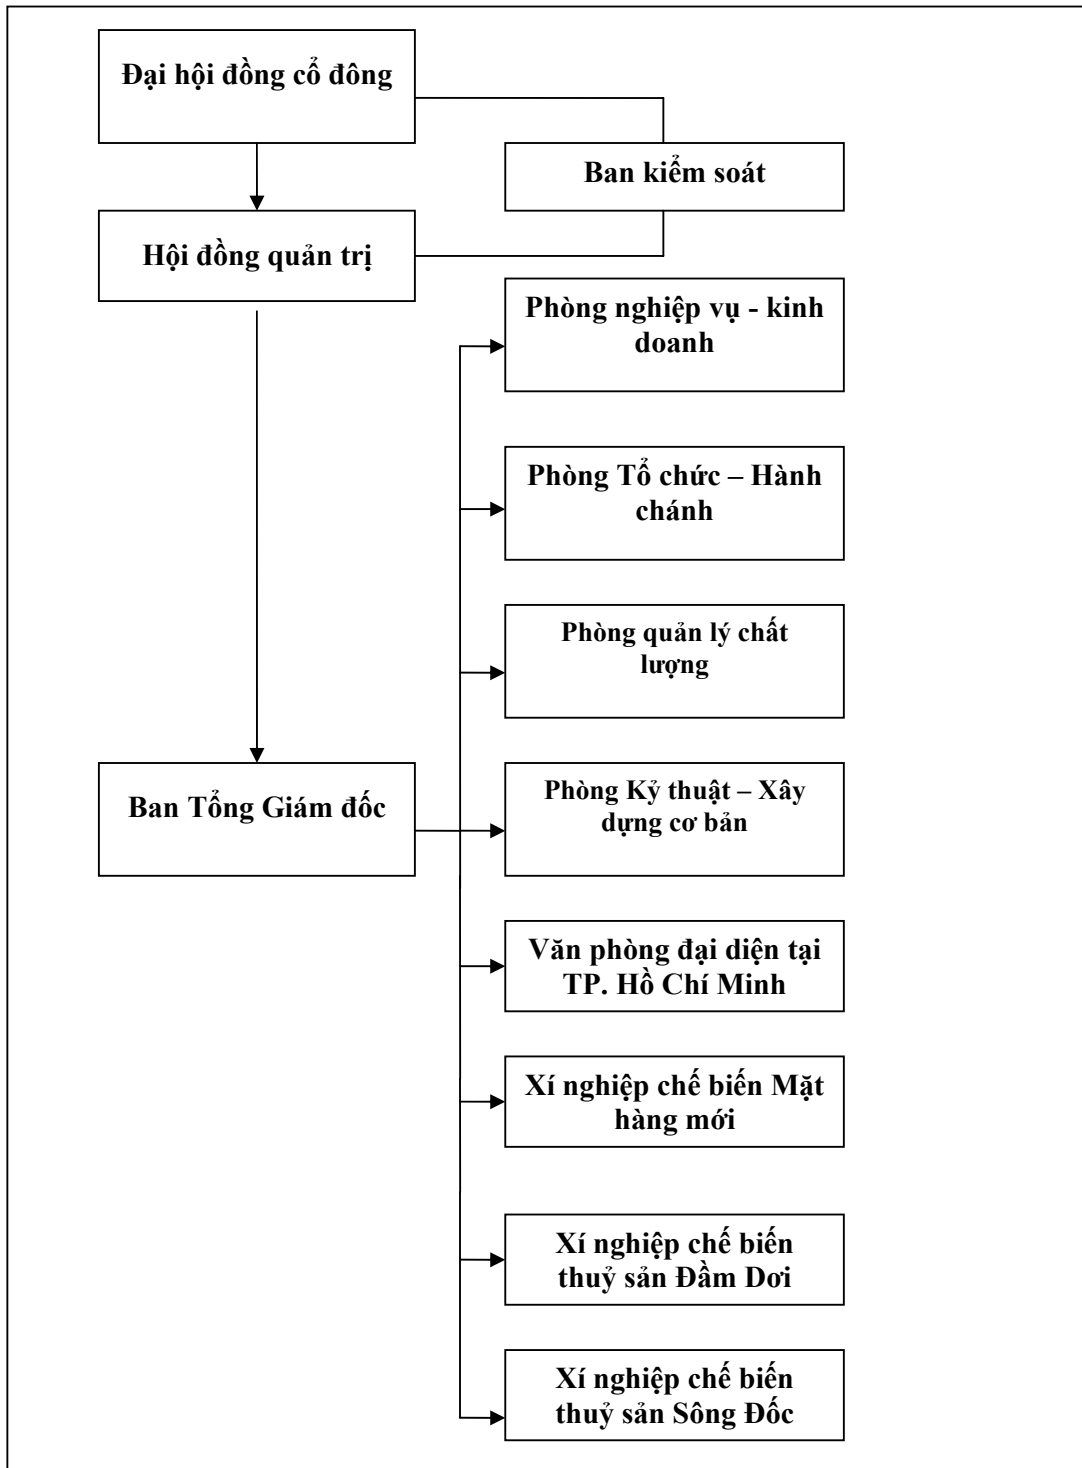 Đại hội đồng cổ đông
Ban kiểm soát
Hội đồng quản trị
Phòng nghiệp vụ - kinh
doanh
Phòng Tổ chức – Hành
chánh
Phòng quản lý chất
lượng
Ban Tổng Giám đốc
Phòng Kỷ thuật – Xây
dựng cơ bản
Văn phòng đại diện tại
TP. Hồ Chí Minh
Xí nghiệp chế biến Mặt
hàng mới
Xí nghiệp chế biến
thuỷ sản Đầm Dơi
Xí nghiệp chế biến
thuỷ sản Sông Đốc